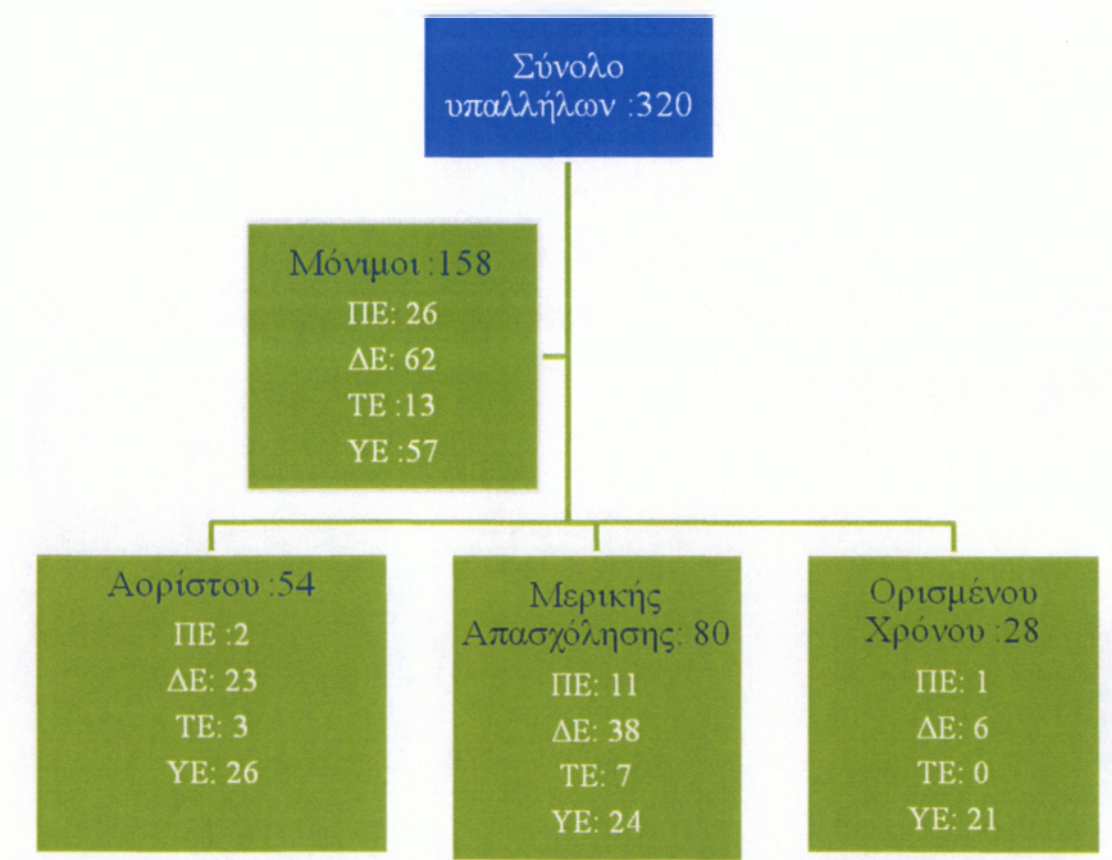 Σύνολο
υπαλλήλων :320
Μόνιμοι :158
ΠΕ: 26
ΔΕ: 62
ΤΕ :13
ΥΕ :57
Αορίστου :54
ΠΕ :2
ΔΕ: 23
ΤΕ: 3
ΥΕ: 26
Μερικής
Απασχόλησης: 80
ΠΕ: 11
ΔΕ: 38
ΤΕ: 7
ΥΕ: 24
Ορισμένου
Χρόνου :28
ΠΕ: 1
ΔΕ: 6
ΤΕ: 0
ΥΕ: 21